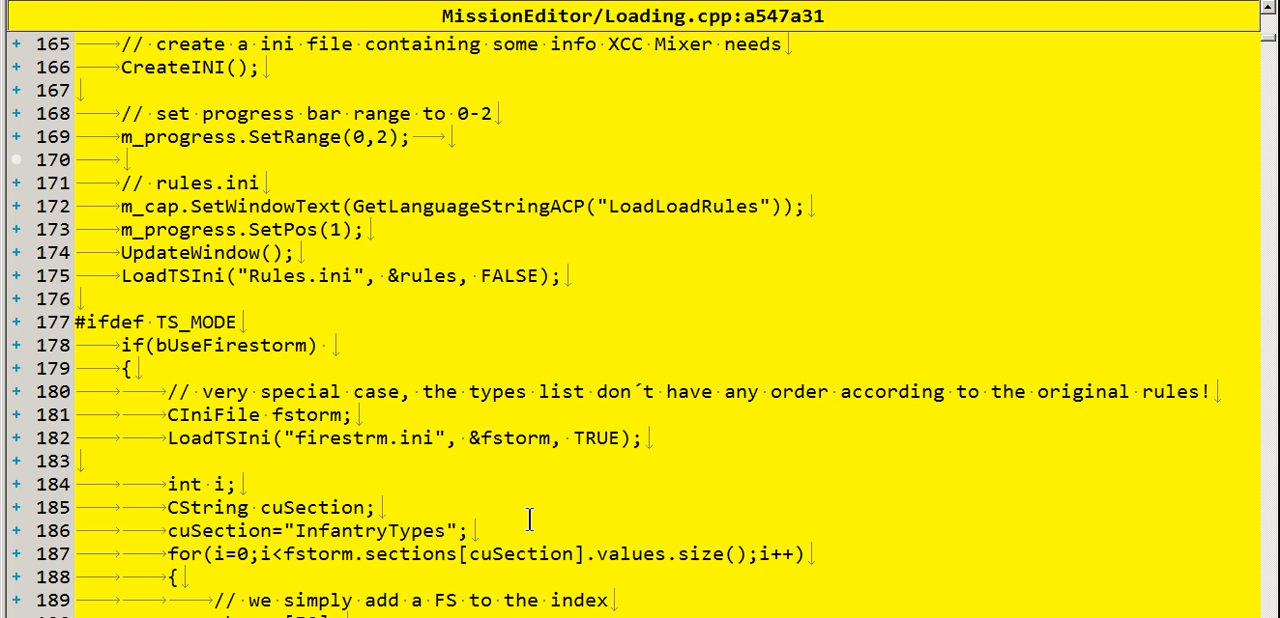 MissionEditor/Loading.cpp:a547a31
+ 165 // create a ini file containing some info XCC Mixer needs
+ 166 CreateINI();
+ 167
+ 168 // set progress bar range to 0-2
+ 169 m_progress.SetRange(0,2);
170
+ 171 // rules.ini
+ 172 m_cap.SetWindowText(GetLanguageStringACP("LoadLoadRules"));
+ 173 m_progress.SetPos(1);
+ 174 UpdateWindow();
+ 175 LoadTSIni("Rules.ini", &rules, FALSE);
+ 176
+ 177 #ifdef TS_MODE
+ 178 if(bUseFirestorm)
+ 179 {
+ 180 // very special case, the types list don´t have any order according to the original rules!
+ 181 CIniFile fstorm;
+ 182 LoadTSIni("firestrm.ini", &fstorm, TRUE);
+ 183
+ 184 int i;
+ 185 CString cuSection;
+ 186 cuSection="InfantryTypes";
+ 187 for(i=0;i<fstorm.sections[cuSection].values.size();i++)
+ 188 {
+ 189 // we simply add a FS to the index